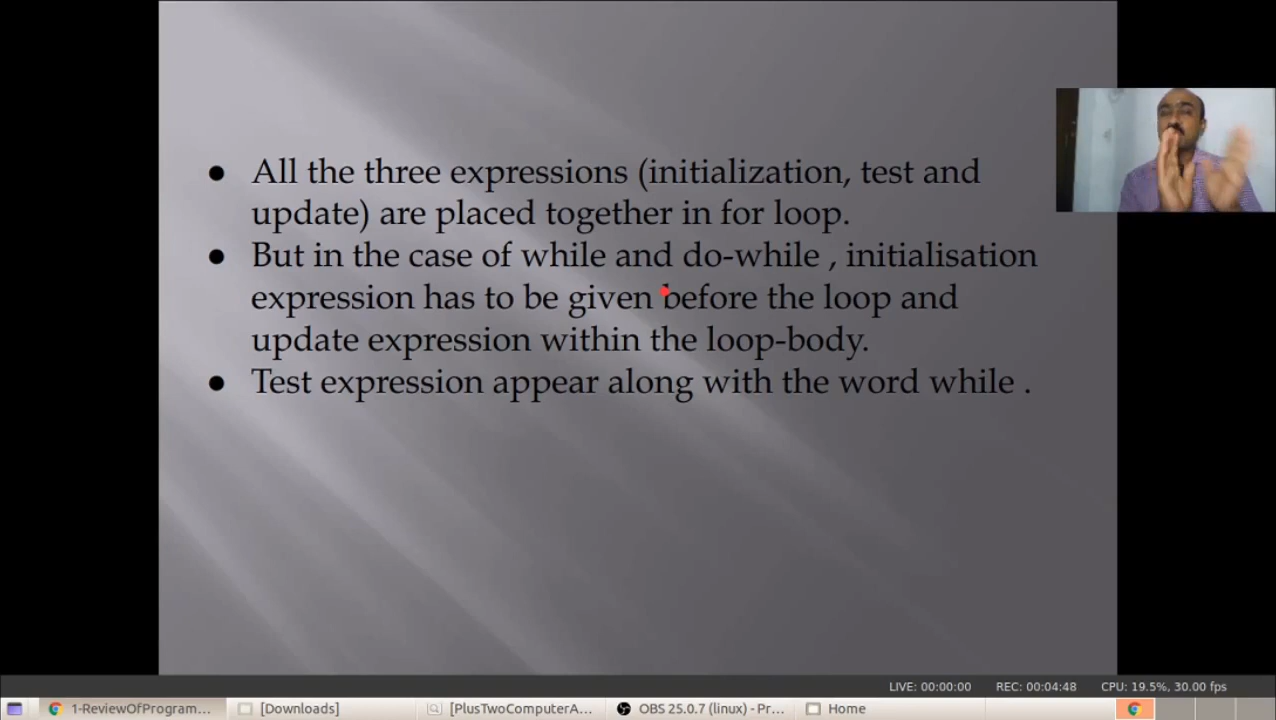 ● All the three expressions (initialization, test and
update) are placed together in for loop.
● But in the case of while and do-while , initialisation
expression has to be given before the loop and
update expression within the loop-body.
● Test expression appear along with the word while .
LIVE: 00:00:00 REC: 00:04:48 CPU: 19.5%, 30.00 fps
1-ReviewOfProgram... [Downloads] [PlusTwoComputerA... OBS 25.0.7 (linux) - Pr... Home